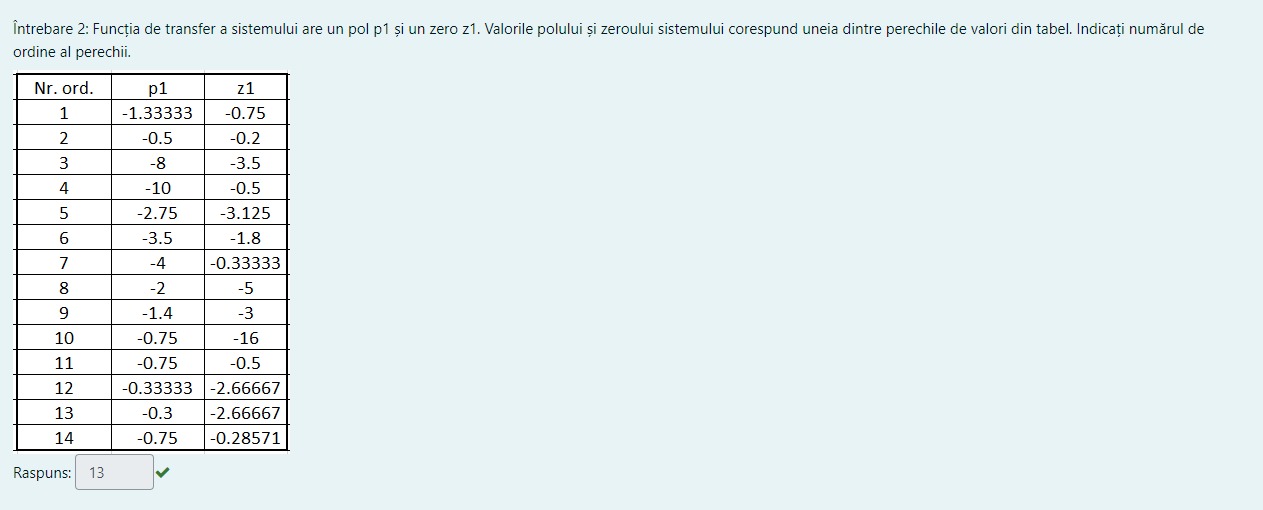 Întrebare 2: Funcția de transfer a sistemului are un pol p1 și un zero z1. Valorile polului și zeroului sistemului corespund uneia dintre perechile de valori din tabel. Indicați numărul de
ordine al perechii.
Nr. ord. p1 z1
1 -1.33333 -0.75
2 -0.5 -0.2
3 -8 -3.5
4 -10 -0.5
5 -2.75 -3.125
6 -3.5 -1.8
7 -4 -0.33333
8 -2 -5
9 -1.4 -3
10 -0.75 -16
11 -0.75 -0.5
12 -0.33333 -2.66667
13 -0.3 -2.66667
14 -0.75 -0.28571
Raspuns: 13